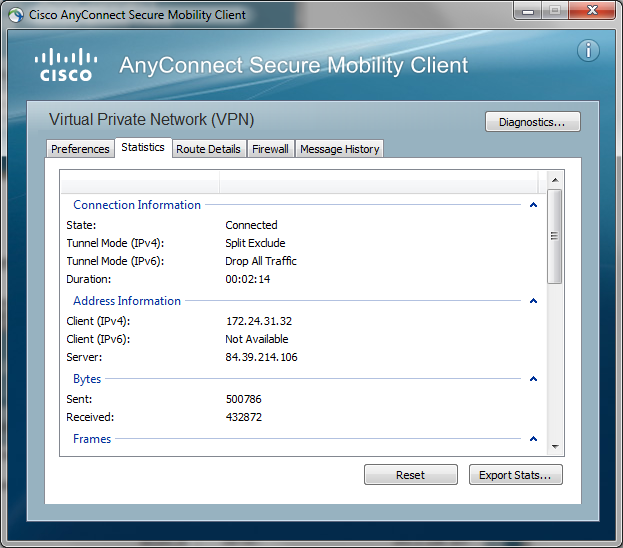 Cisco AnyConnect Secure Mobility Client
CISCO AnyConnect Secure Mobility Client
Virtual Private Network (VPN) Diagnostics...
Preferences Statistics Route Details Firewall Message History
Connection Information
State: Connected
Tunnel Mode (IPv4): Split Exclude
Tunnel Mode (IPv6): Drop All Traffic
Duration: 00:02:14
Address Information
Client (IPv4): 172.24.31.32
Client (IPv6): Not Available
Server: 84.39.214.106
Bytes
Sent: 500786
Received: 432872
Frames
Reset Export Stats...